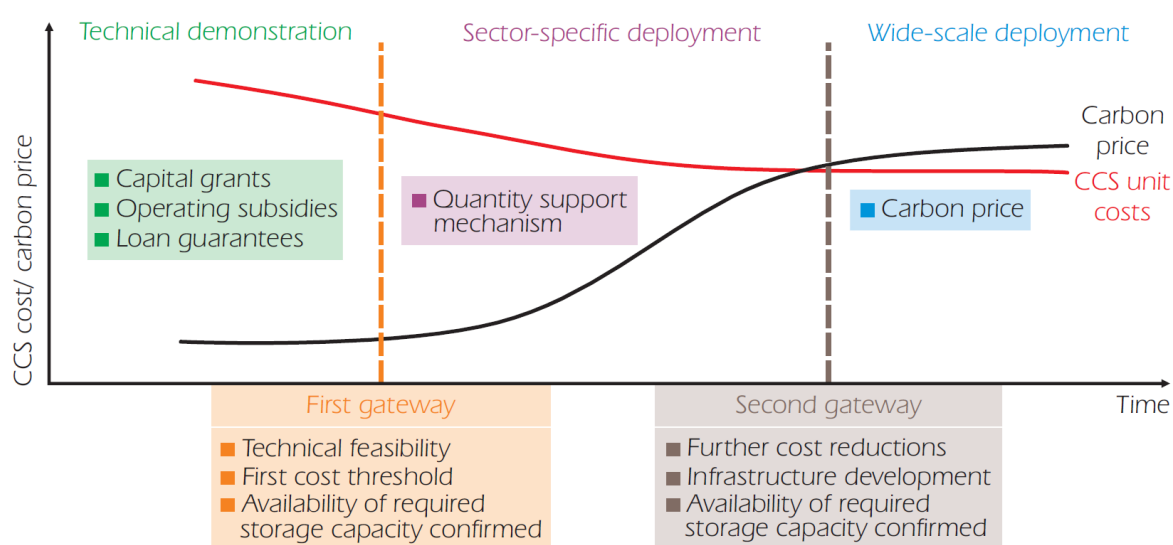 Technical demonstration
Sector-specific deployment
Wide-scale deployment
CCS cost/ carbon price
Carbon
price
CCS unit
costs
Capital grants
Operating subsidies
Loan guarantees
Quantity support
mechanism
Carbon price
Time
First gateway
Technical feasibility
First cost threshold
Availability of required
storage capacity confirmed
Second gateway
Further cost reductions
Infrastructure development
Availability of required
storage capacity confirmed